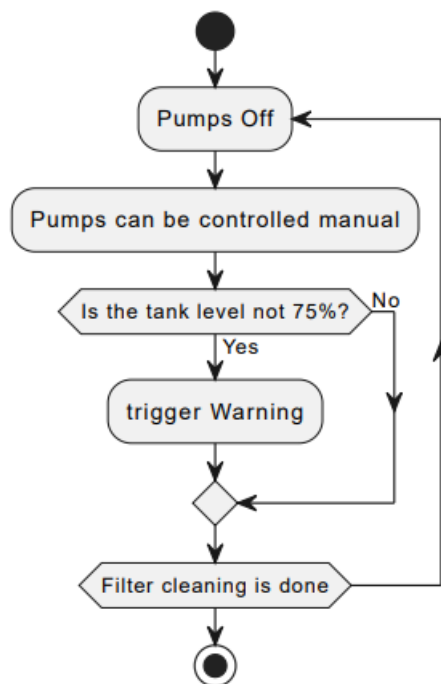 Pumps Off
Pumps can be controlled manual
Is the tank level not 75%?
No
Yes
trigger Warning
Filter cleaning is done